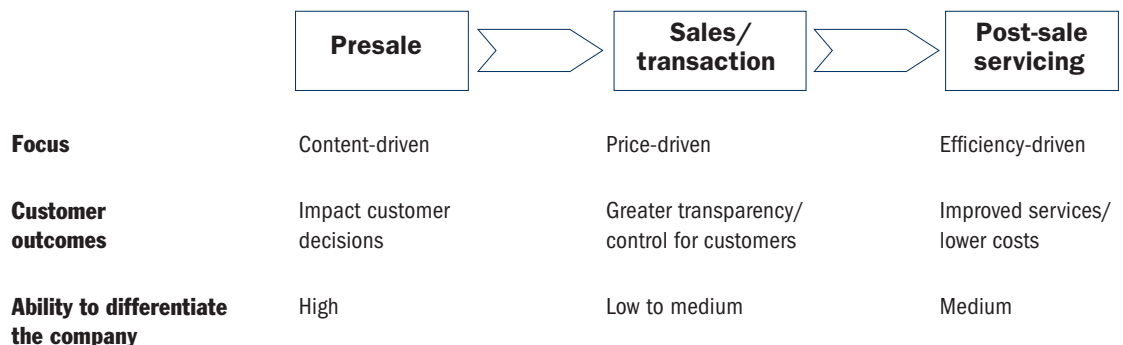 Presale
Sales/
transaction
Post-sale
servicing
Focus
Content-driven
Price-driven
Efficiency-driven
Customer
outcomes
Impact customer
decisions
Greater transparency/
control for customers
Improved services/
lower costs
Ability to differentiate
the company
High
Low to medium
Medium